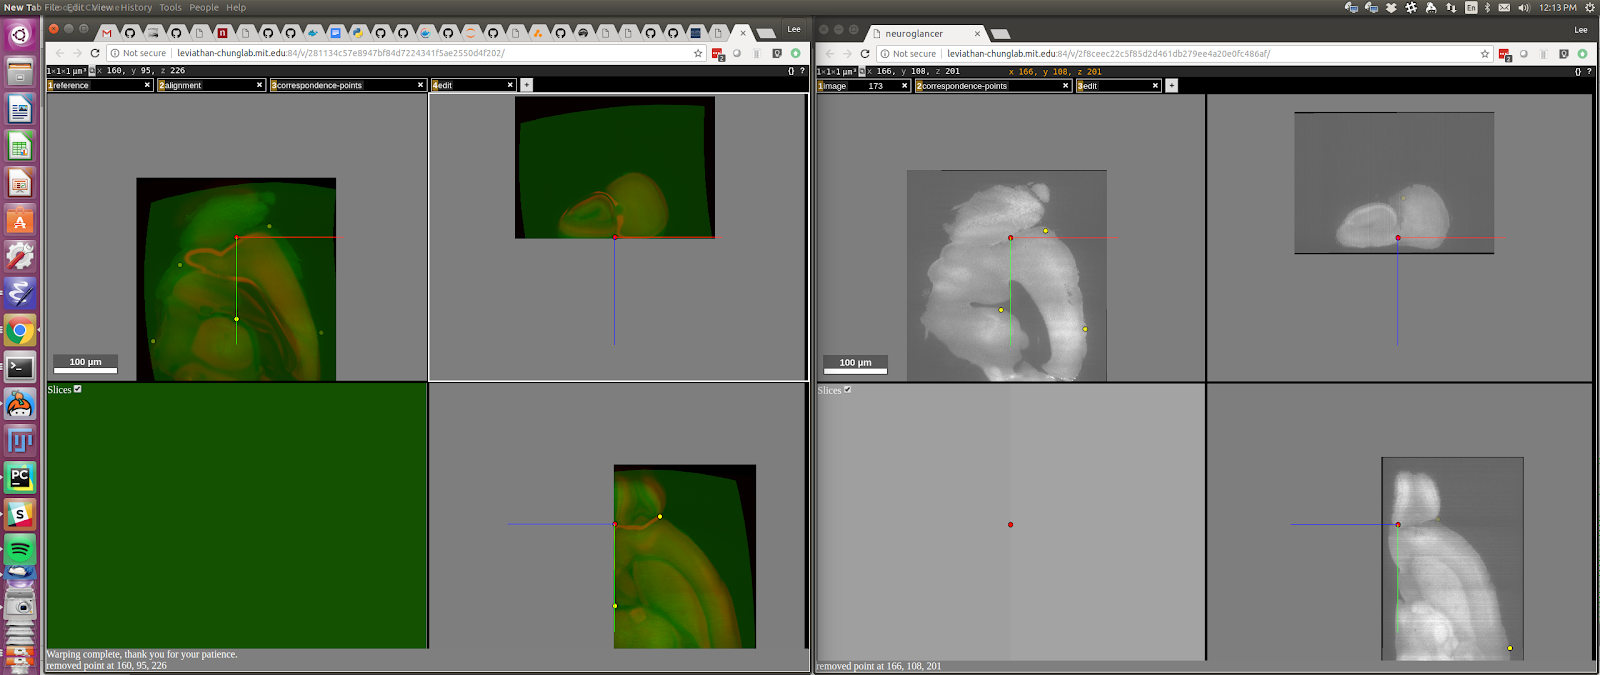 New Tab File Edit View History Tools People Help
En 12:13 PM
Lee
Not secure leviathan-chunglab.mit.edu:84/v/281134c57e8947bf84d7224341f5ae2550d4f202/
1×1×1 µm³ x 160, y 95, z 226 {} ?
1reference × 2alignment × 3correspondence-points × 4edit × +
100 µm
Slices
Warping complete, thank you for your patience.
removed point at 160, 95, 226
neuroglancer × Lee
Not secure leviathan-chunglab.mit.edu:84/v/2f8ceec22c5f85d2d461db279ee4a20e0fc486af/
1×1×1 µm³ x 166, y 108, z 201 x 166, y 108, z 201 {} ?
1image 173 × 2correspondence-points × 3edit × +
100 µm
Slices
removed point at 166, 108, 201